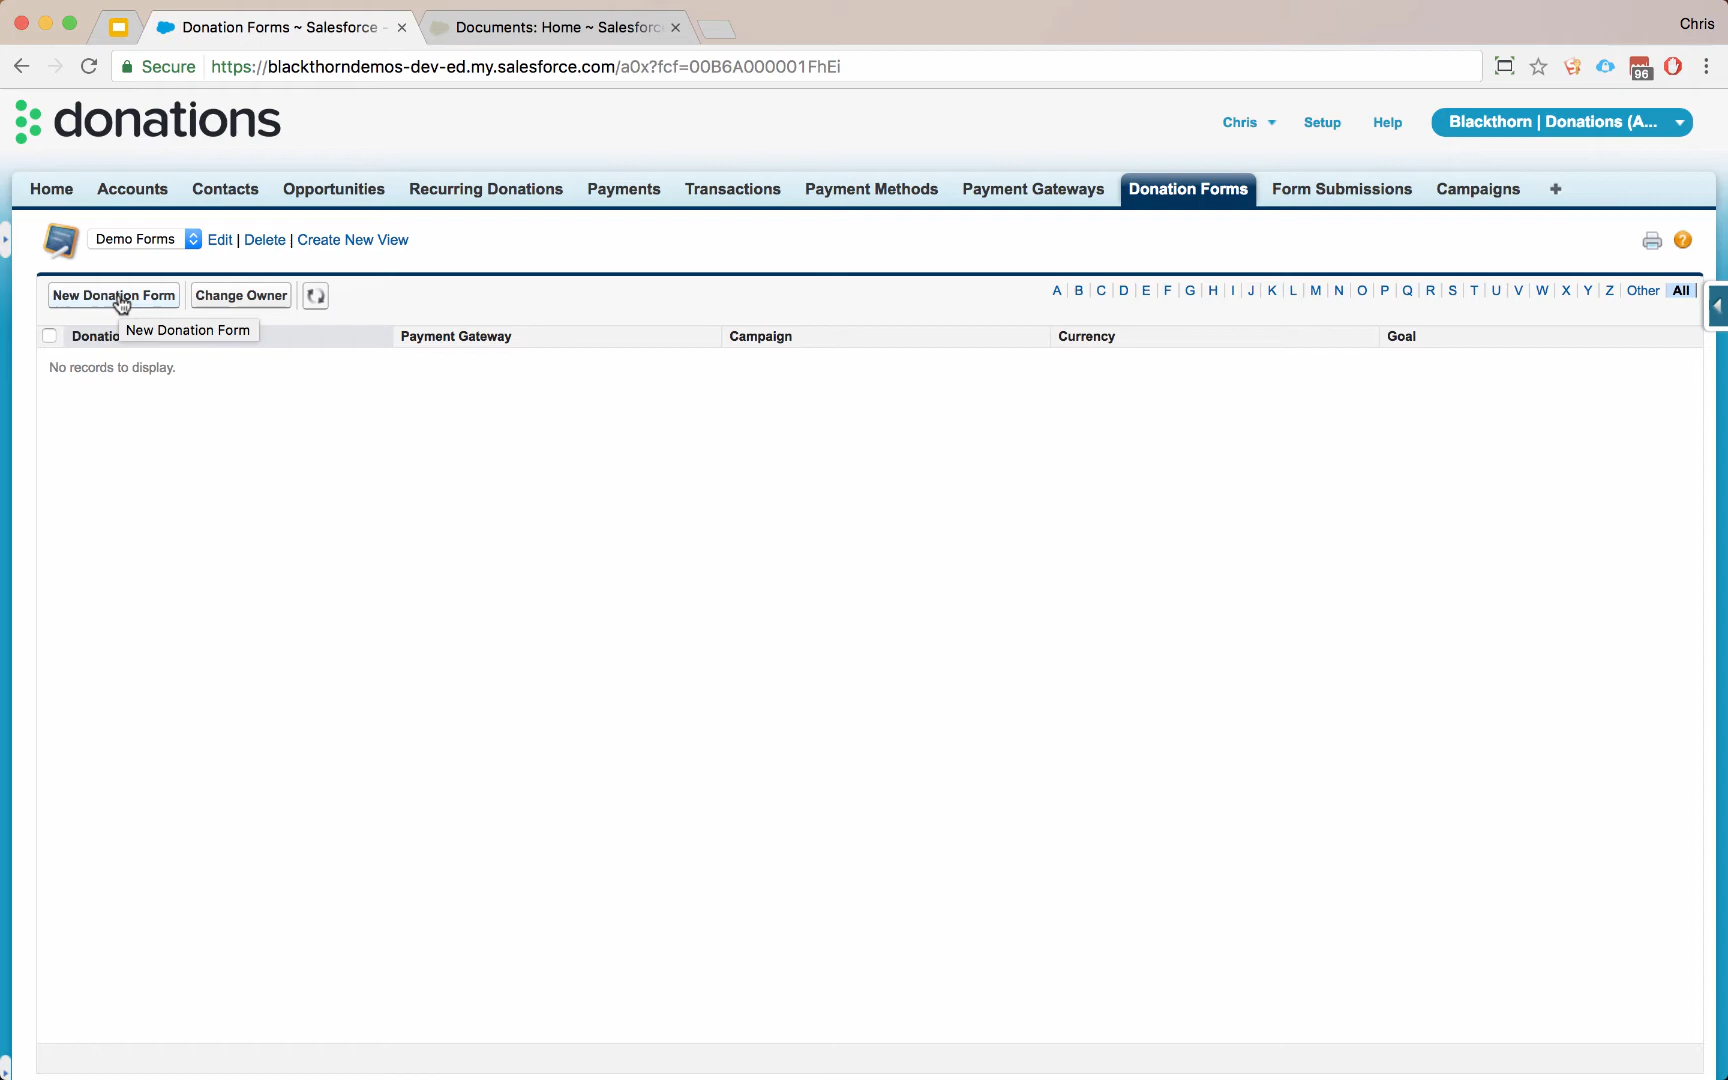 Donation Forms ~ Salesforce -
Documents: Home ~ Salesforc
Chris
Secure
https://blackthorndemos-dev-ed.my.salesforce.com/a0x?fcf=00B6A000001FhEi
96
donations
Chris
Setup
Help
Blackthorn | Donations (A...
Home
Accounts
Contacts
Opportunities
Recurring Donations
Payments
Transactions
Payment Methods
Payment Gateways
Donation Forms
Form Submissions
Campaigns
+
Demo Forms
Edit | Delete | Create New View
?
New Donation Form
Change Owner
A | B | C | D | E | F | G | H | I | J | K | L | M | N | O | P | Q | R | S | T | U | V | W | X | Y | Z | Other | All |
New Donation Form
Donatio
Payment Gateway
Campaign
Currency
Goal
No records to display.